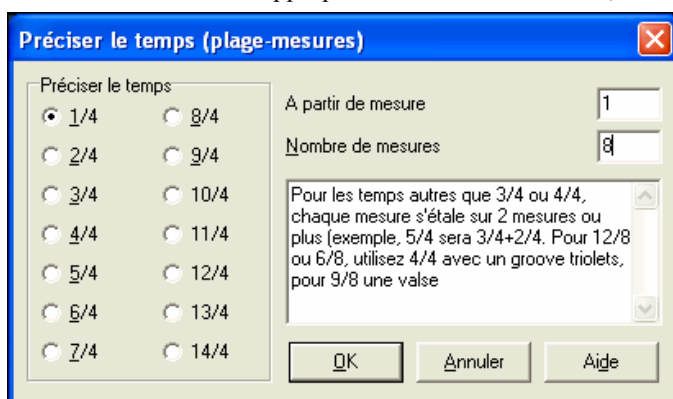 Préciser le temps (plage-mesures)
Préciser le temps
1/4
8/4
2/4
9/4
3/4
10/4
4/4
11/4
5/4
12/4
6/4
13/4
7/4
14/4
A partir de mesure
1
Nombre de mesures
8
Pour les temps autres que 3/4 ou 4/4,
chaque mesure s'étale sur 2 mesures ou
plus (exemple, 5/4 sera 3/4+2/4. Pour 12/8
ou 6/8, utilisez 4/4 avec un groove triolets,
pour 9/8 une valse
OK
Annuler
Aide